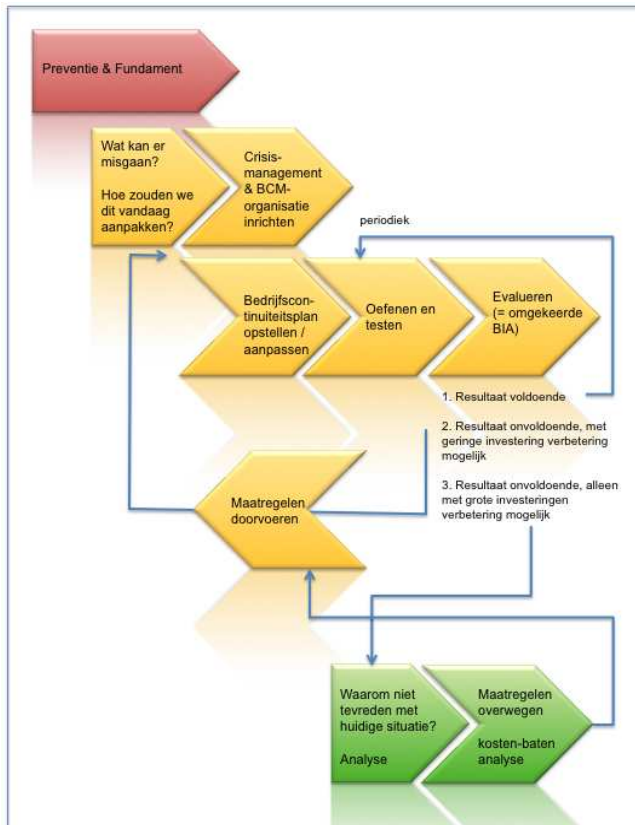 Preventie & Fundament
Wat kan er
misgaan?
Hoe zouden we
dit vandaag
aanpakken?
Crisis-
management
& BCM-
organisatie
inrichten
periodiek
Bedrijfscon-
tinuiteitsplan
opstellen /
aanpassen
Oefenen en
testen
Evalueren
(= omgekeerde
BIA)
1. Resultaat voldoende
2. Resultaat onvoldoende, met
geringe investering verbetering
mogelijk
3. Resultaat onvoldoende, alleen
met grote investeringen
verbetering mogelijk
Maatregelen
doorvoeren
Waarom niet
tevreden met
huidige situatie?
Analyse
Maatregelen
overwegen
kosten-baten
analyse